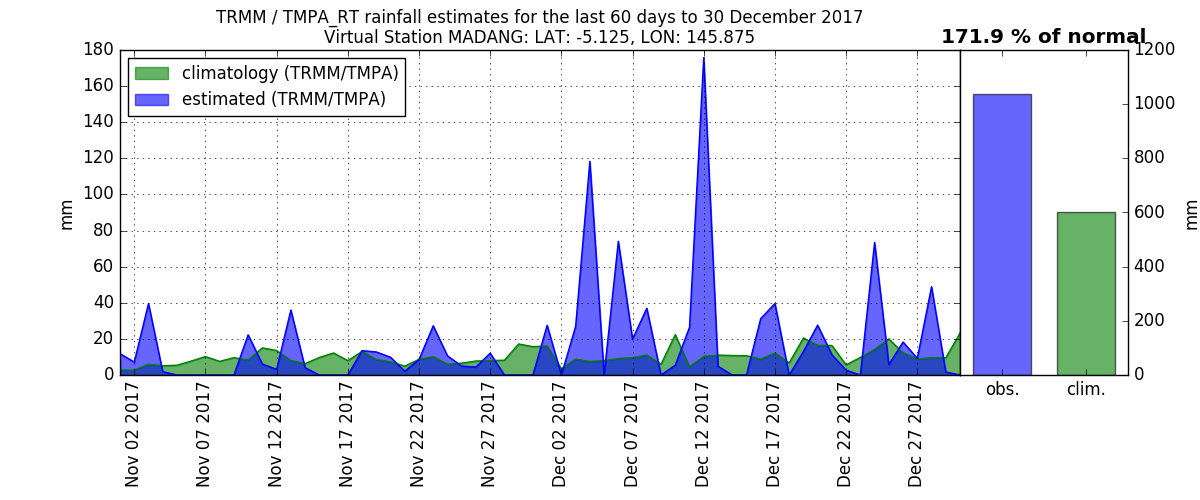 TRMM / TMPA_RT rainfall estimates for the last 60 days to 30 December 2017
Virtual Station MADANG: LAT: -5.125, LON: 145.875
171.9 % of normal
climatology (TRMM/TMPA)
estimated (TRMM/TMPA)
mm
180
160
140
120
100
80
60
40
20
0
Nov 02 2017
Nov 07 2017
Nov 12 2017
Nov 17 2017
Nov 22 2017
Nov 27 2017
Dec 02 2017
Dec 07 2017
Dec 12 2017
Dec 17 2017
Dec 22 2017
Dec 27 2017
1200
1000
800
600
400
200
0
mm
obs.
clim.